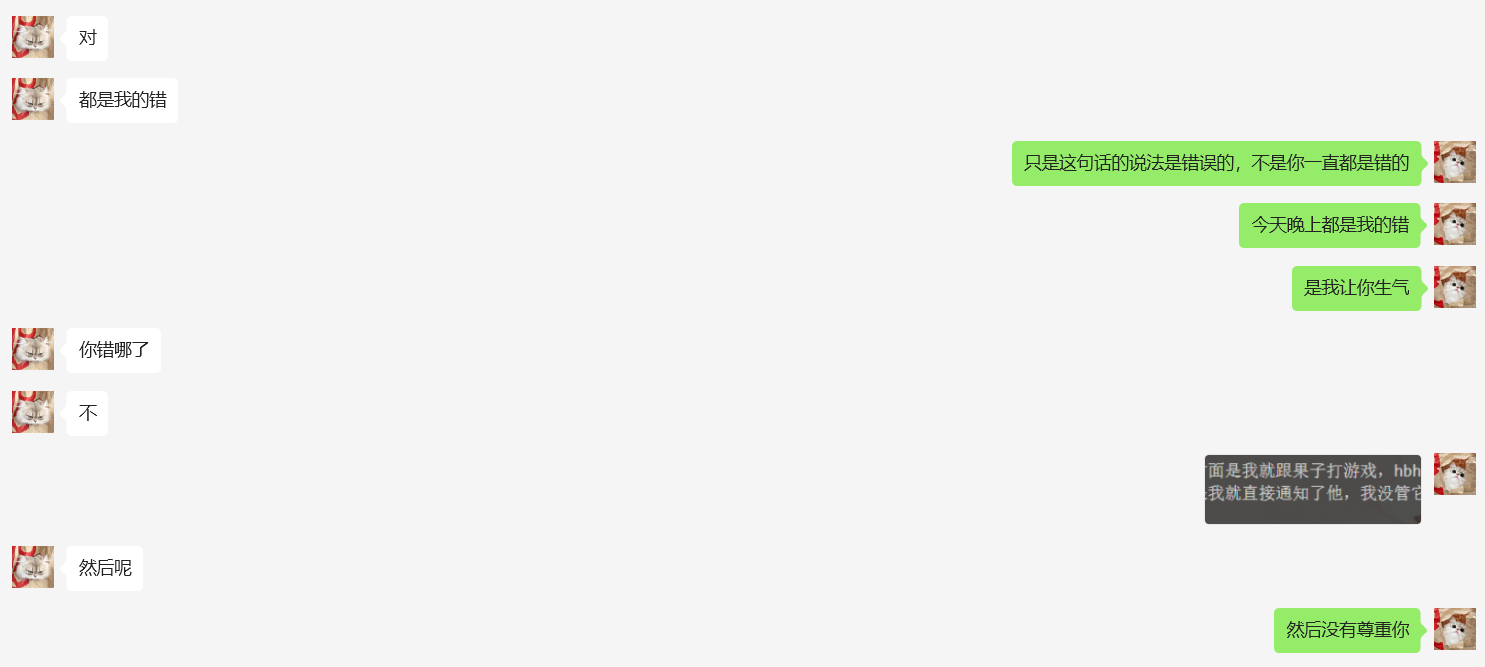 对
都是我的错
只是这句话的说法是错误的，不是你一直都是错的
今天晚上都是我的错
是我让你生气
你错哪了
不
面是我就跟果子打游戏，hbh
我就直接通知了他，我没管它
然后呢
然后没有尊重你